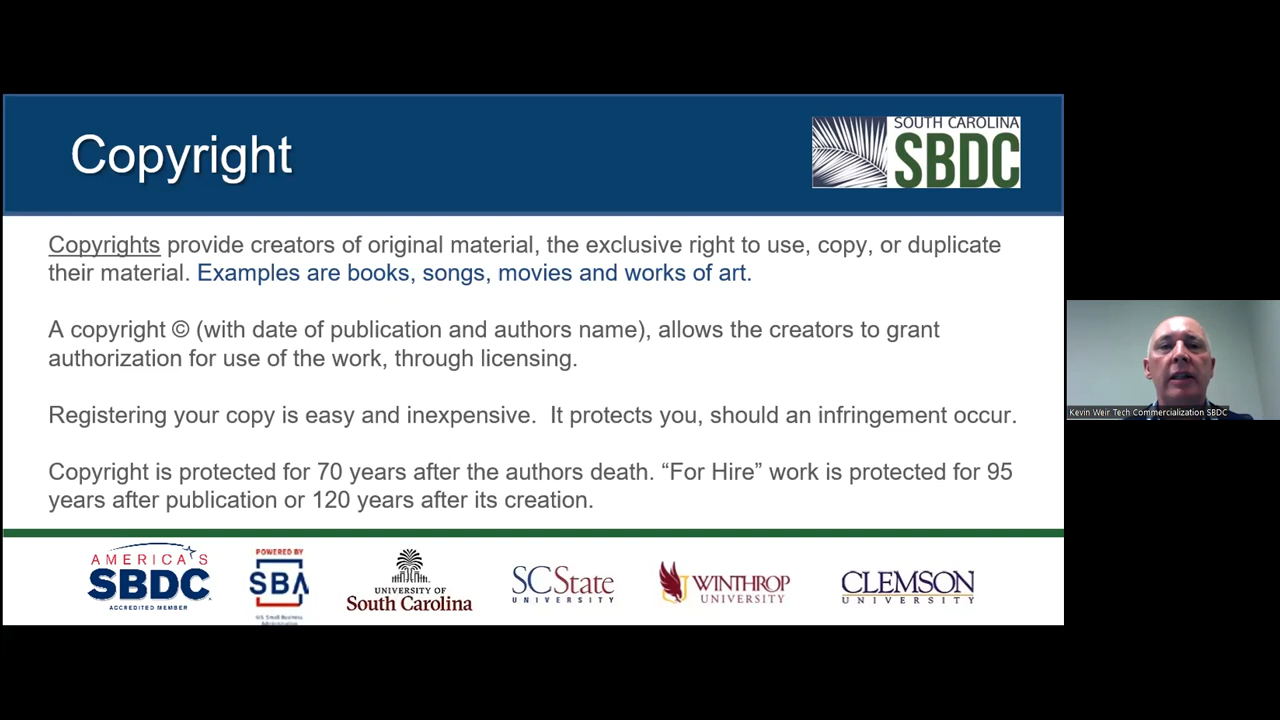 Copyright
SOUTH CAROLINA
SBDC
Copyrights provide creators of original material, the exclusive right to use, copy, or duplicate
their material. Examples are books, songs, movies and works of art.
A copyright © (with date of publication and authors name), allows the creators to grant
authorization for use of the work, through licensing.
Registering your copy is easy and inexpensive.  It protects you, should an infringement occur.
Copyright is protected for 70 years after the authors death. “For Hire” work is protected for 95
years after publication or 120 years after its creation.
Kevin Weir Tech Commercialization SBDC
AMERICA'S
SBDC
ACCREDITED MEMBER
POWERED BY
SBA
U.S. Small Business
Administration
UNIVERSITY OF
South Carolina
SC State
UNIVERSITY
WINTHROP
UNIVERSITY
CLEMSON
UNIVERSITY